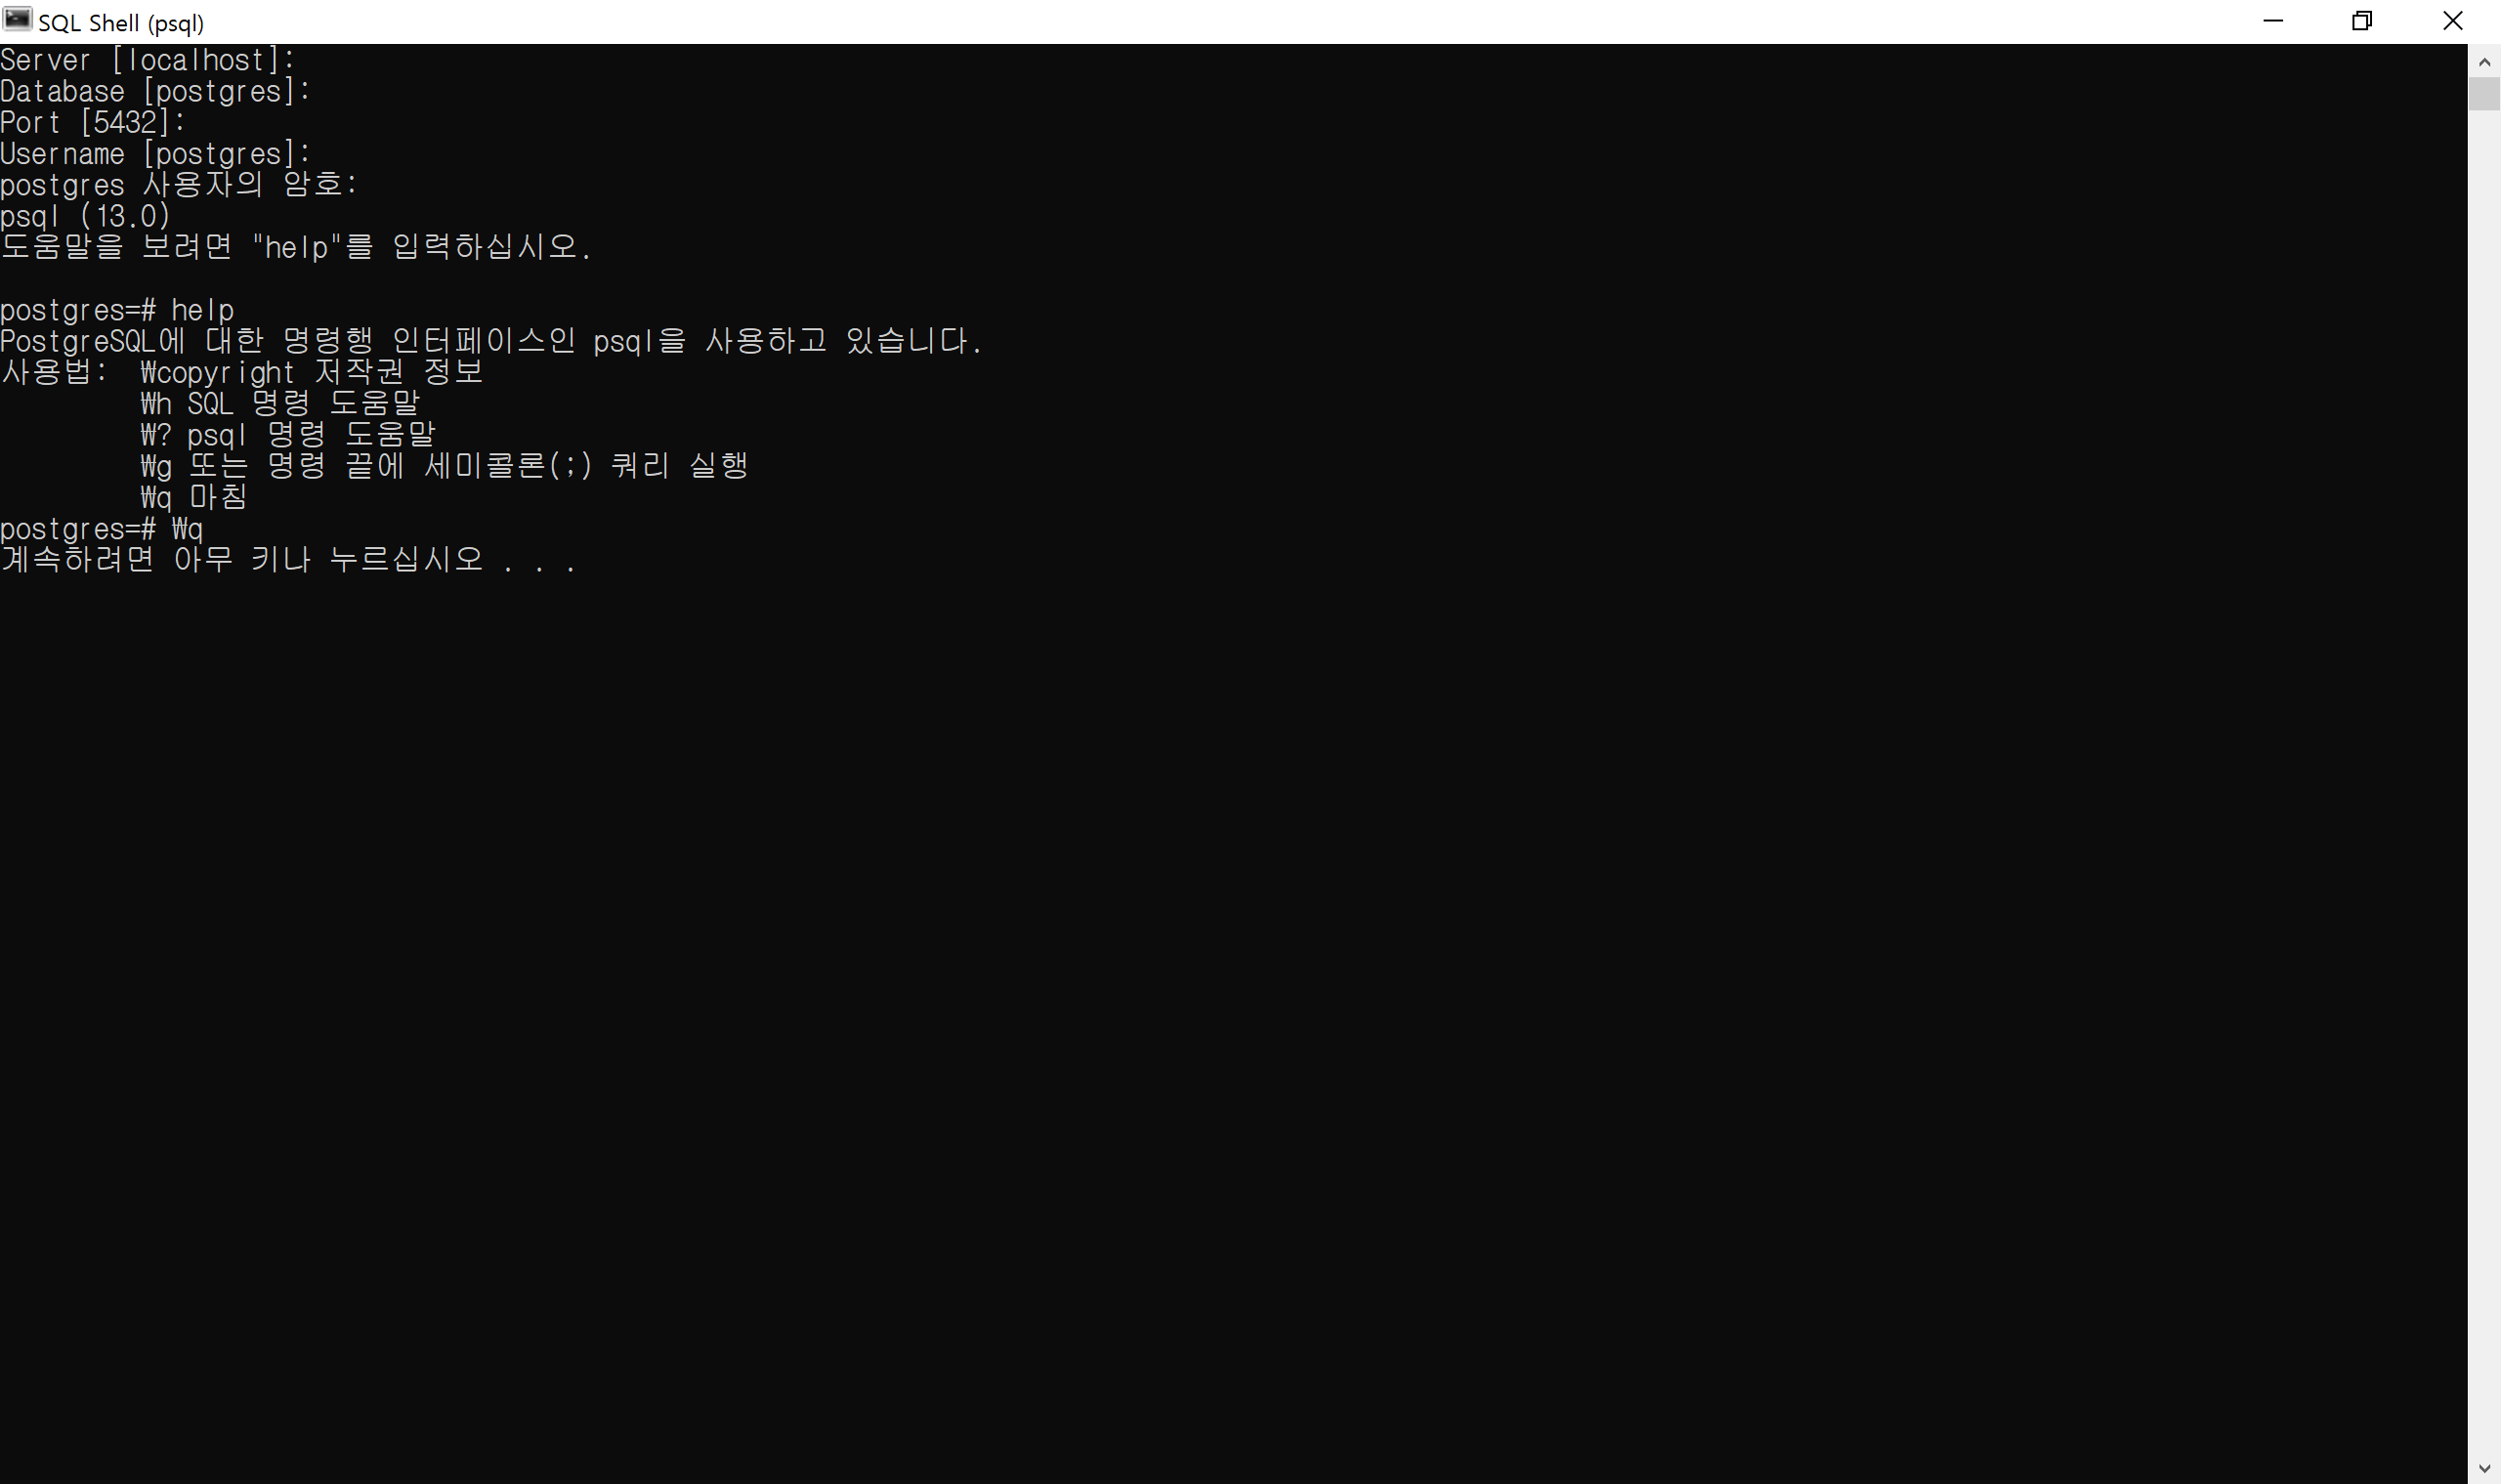 SQL Shell (psql)
Server [localhost]:
Database [postgres]:
Port [5432]:
Username [postgres]:
postgres 사용자의 암호:
psql (13.0)
도움말을 보려면 "help"를 입력하십시오.
postgres=# help
PostgreSQL에 대한 명령행 인터페이스인 psql을 사용하고 있습니다.
사용법: ₩copyright 저작권 정보
₩h SQL 명령 도움말
₩? psql 명령 도움말
₩g 또는 명령 끝에 세미콜론(;) 쿼리 실행
₩q 마침
postgres=# ₩q
계속하려면 아무 키나 누르십시오 . . .